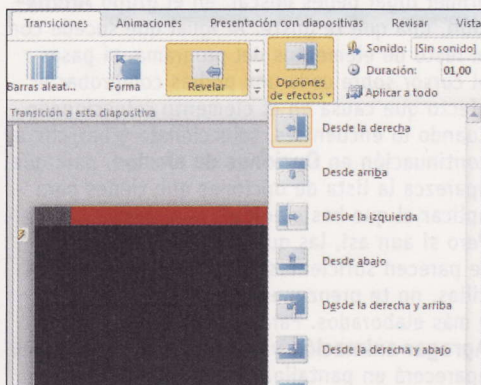 Transiciones Animaciones Presentación con diapositivas Revisar Vista
Sonido: [Sin sonido]
Duración: 01,00
Aplicar a todo
Barras aleat... Forma Revelar Opciones de efectos
Transición a esta diapositiva
Desde la derecha
Desde arriba
Desde la izquierda
Desde abajo
Desde la derecha y arriba
Desde la derecha y abajo